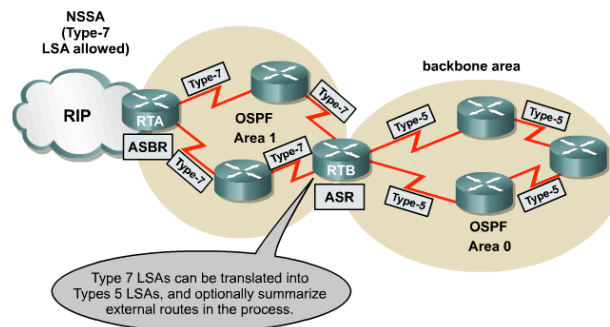 NSSA
(Type-7
LSA allowed)
RIP
RTA
ASBR
Type-7
Type-7
Type-7
Type-7
OSPF
Area 1
RTB
ASR
backbone area
Type-5
Type-5
Type-5
Type-5
OSPF
Area 0
Type 7 LSAs can be translated into
Types 5 LSAs, and optionally summarize
external routes in the process.